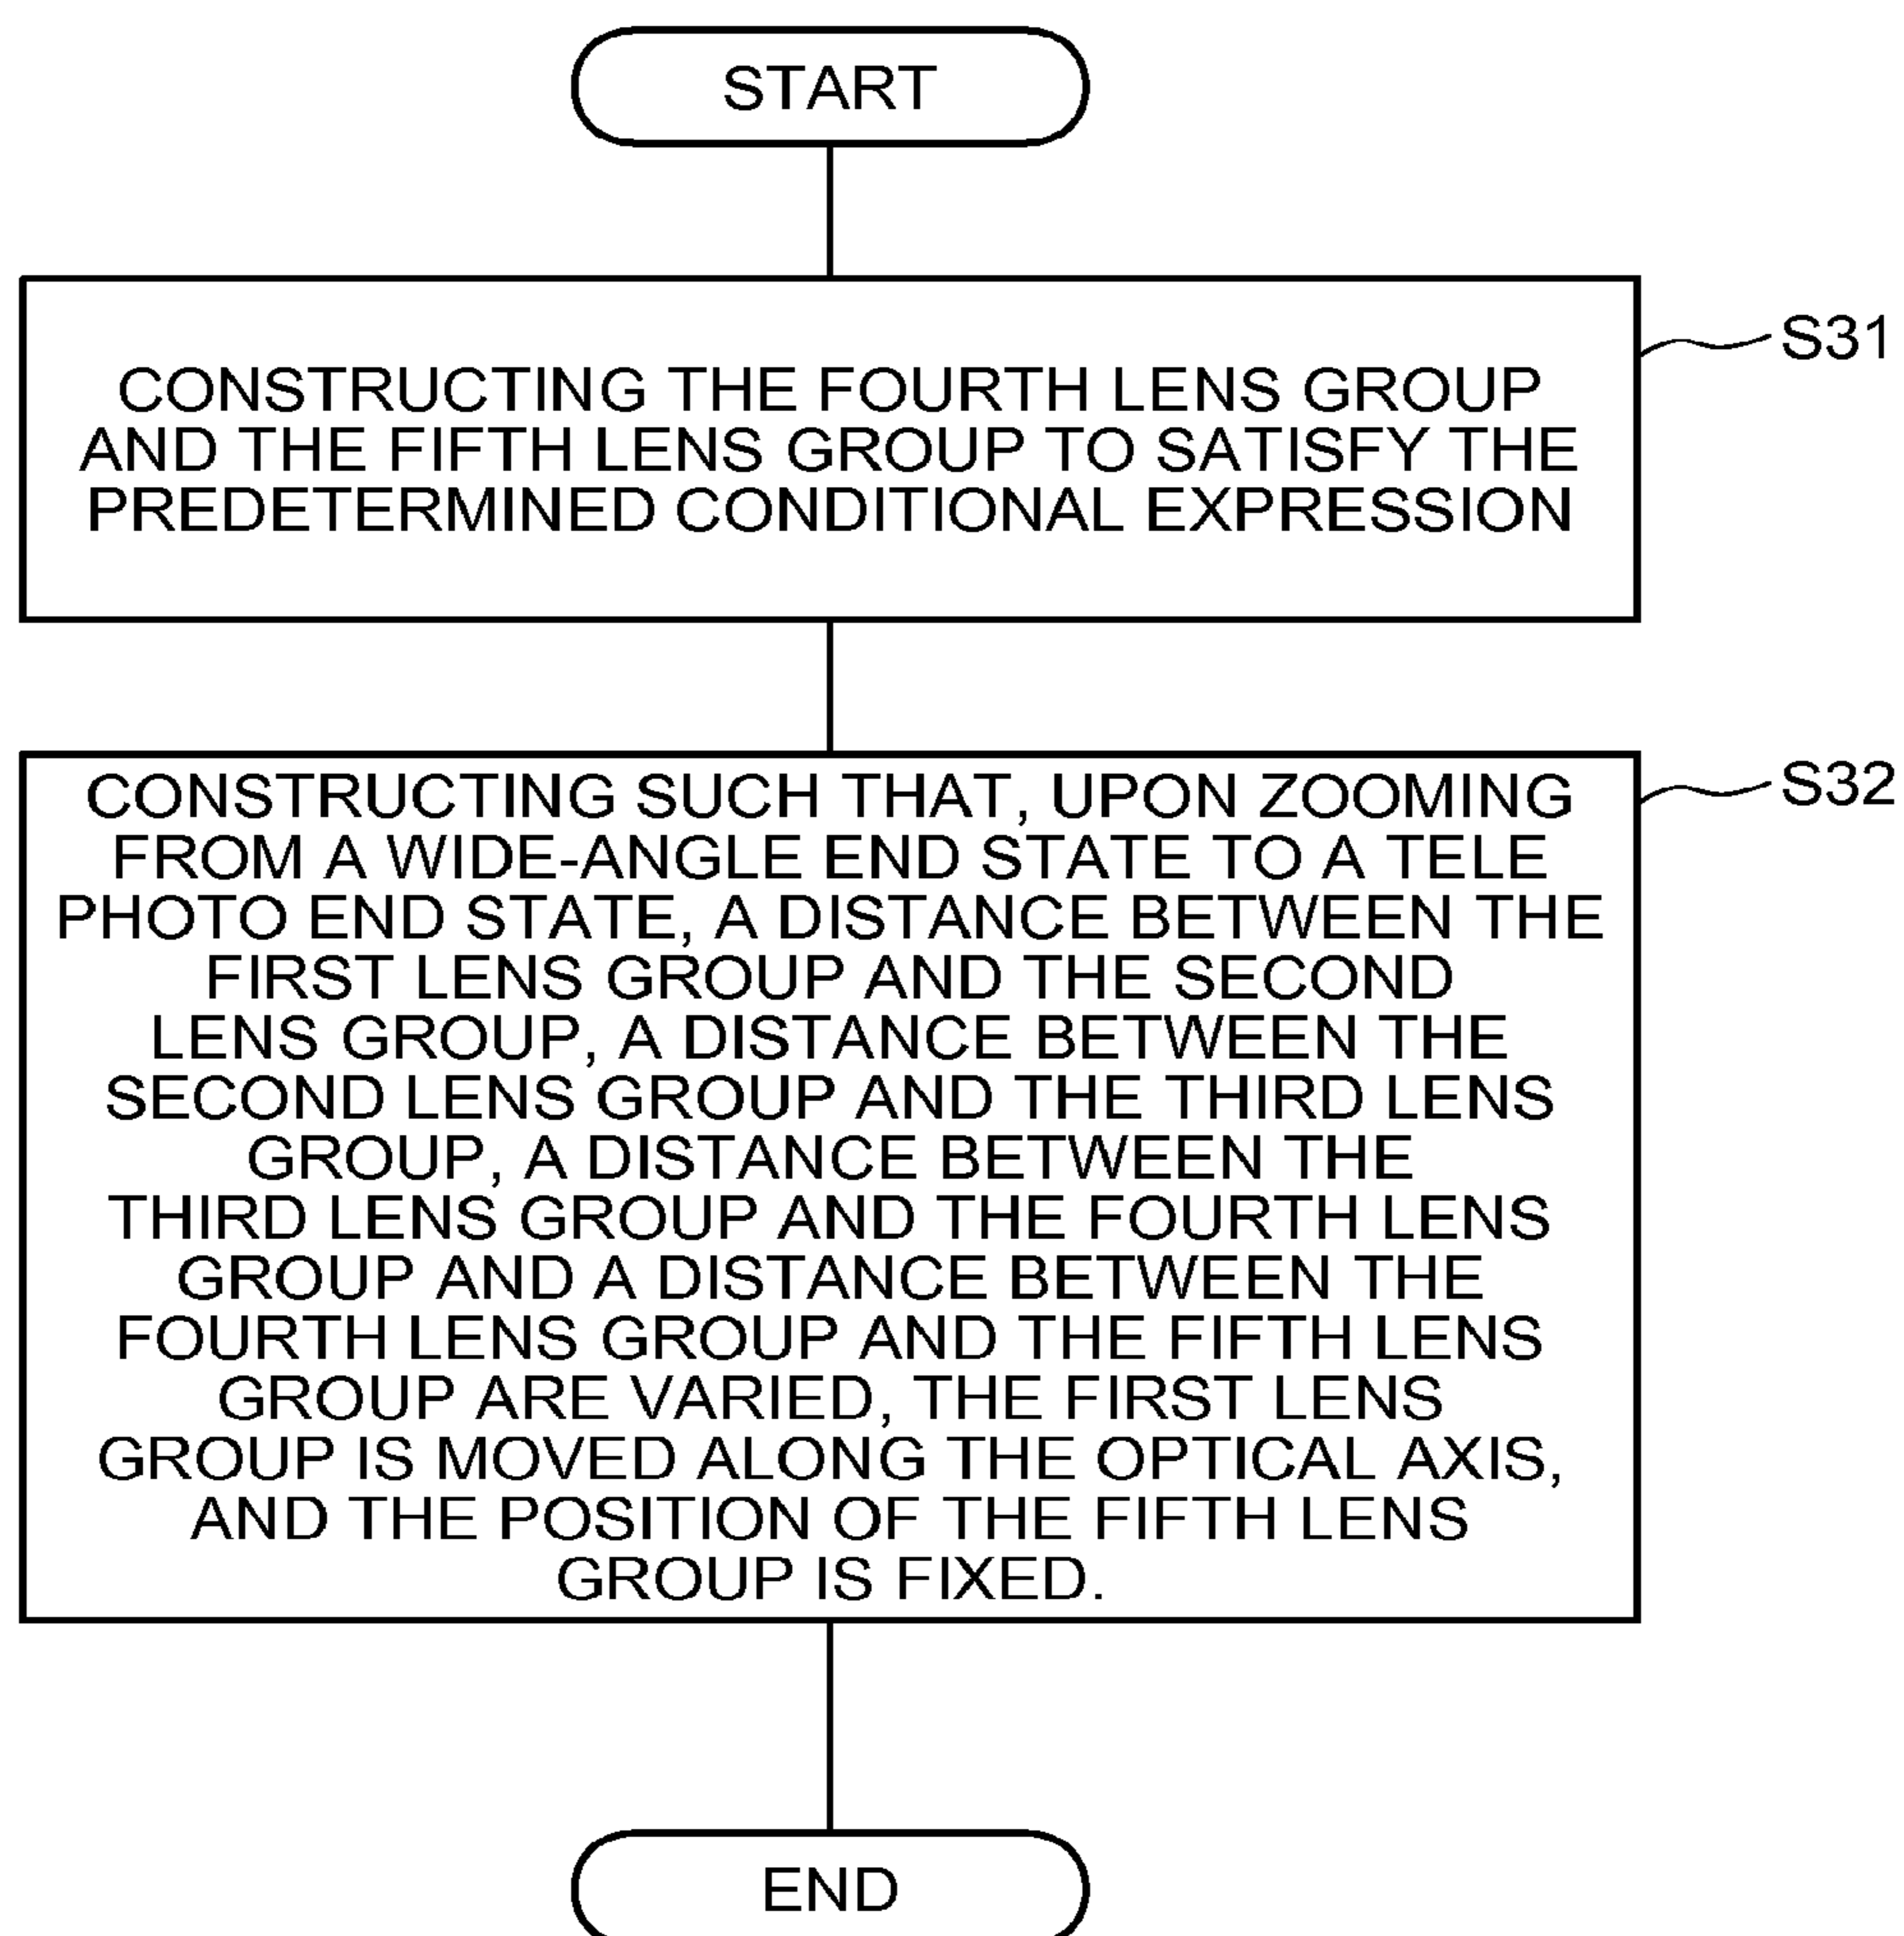 START
S31
CONSTRUCTING THE FOURTH LENS GROUP
AND THE FIFTH LENS GROUP TO SATISFY THE
PREDETERMINED CONDITIONAL EXPRESSION
S32
CONSTRUCTING SUCH THAT, UPON ZOOMING
FROM A WIDE-ANGLE END STATE TO A TELE
PHOTO END STATE, A DISTANCE BETWEEN THE
FIRST LENS GROUP AND THE SECOND
LENS GROUP, A DISTANCE BETWEEN THE
SECOND LENS GROUP AND THE THIRD LENS
GROUP, A DISTANCE BETWEEN THE
THIRD LENS GROUP AND THE FOURTH LENS
GROUP AND A DISTANCE BETWEEN THE
FOURTH LENS GROUP AND THE FIFTH LENS
GROUP ARE VARIED, THE FIRST LENS
GROUP IS MOVED ALONG THE OPTICAL AXIS,
AND THE POSITION OF THE FIFTH LENS
GROUP IS FIXED.
END